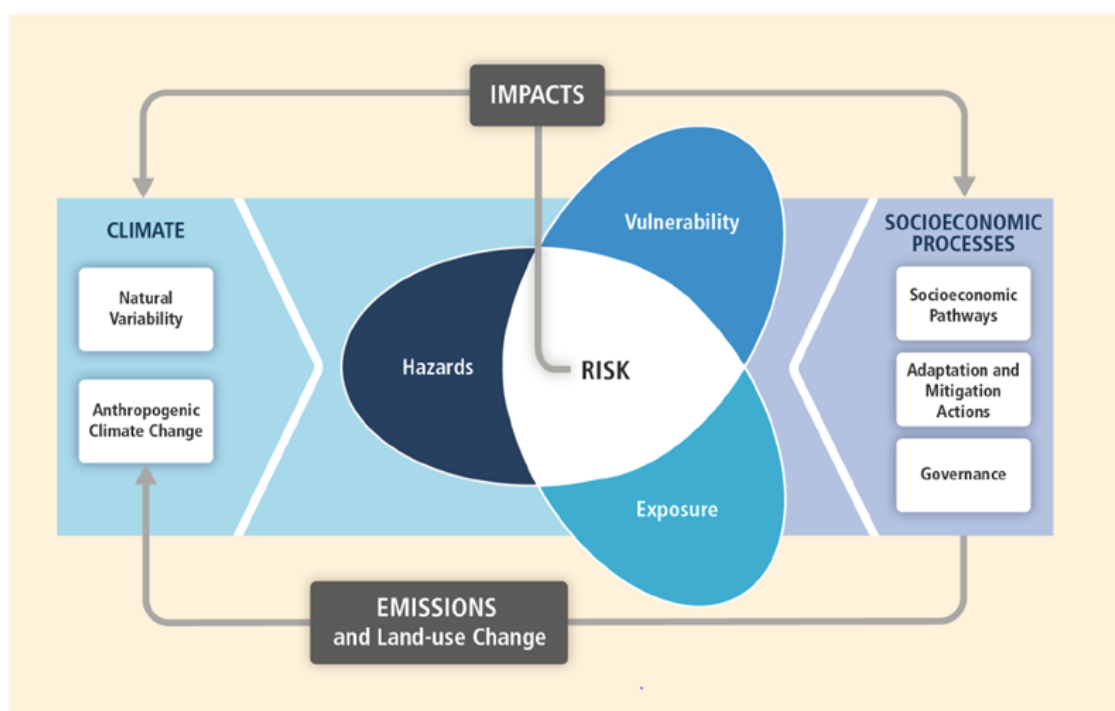 IMPACTS
CLIMATE
Natural
Variability
Anthropogenic
Climate Change
Hazards
Vulnerability
RISK
Exposure
SOCIOECONOMIC
PROCESSES
Socioeconomic
Pathways
Adaptation and
Mitigation
Actions
Governance
EMISSIONS
and Land-use Change